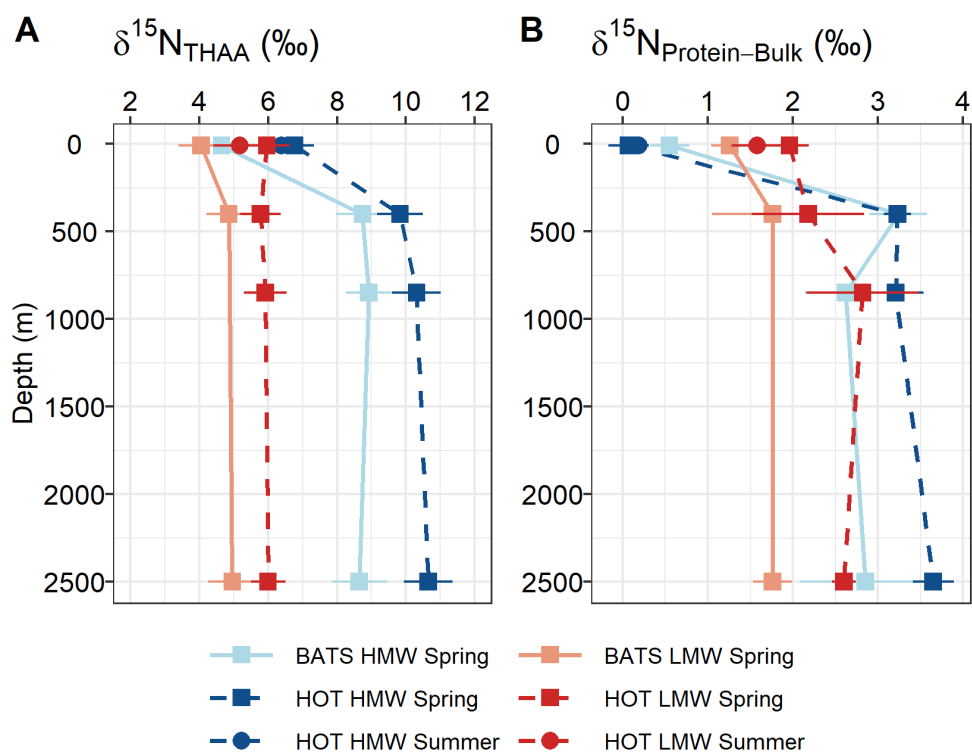 A δ¹⁵N_THAA (‰) B δ¹⁵N_Protein–Bulk (‰)
2 4 6 8 10 12 0 1 2 3 4
0 0
500 500
1000 1000
1500 1500
2000 2000
2500 2500
Depth (m)
BATS HMW Spring BATS LMW Spring
HOT HMW Spring HOT LMW Spring
HOT HMW Summer HOT LMW Summer